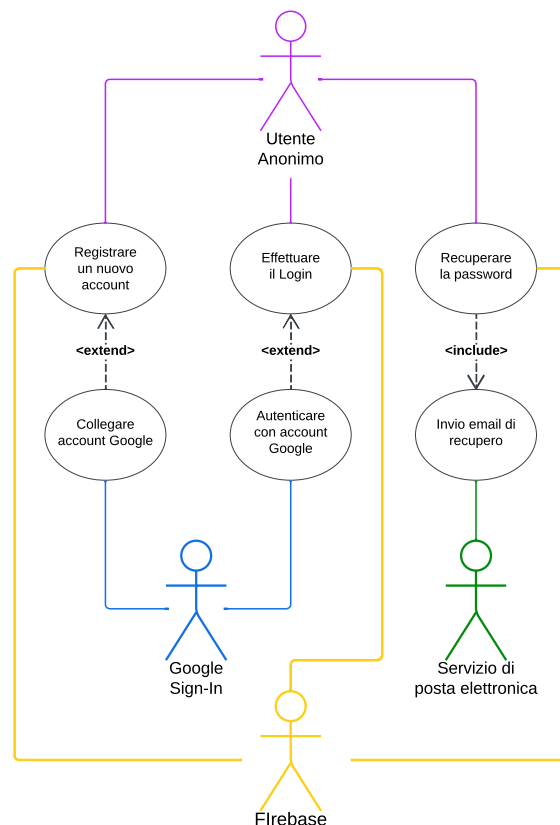 Utente
Anonimo
Registrare
un nuovo
account
Effettuare
il Login
Recuperare
la password
<extend>
<extend>
<include>
Collegare
account Google
Autenticare
con account
Google
Invio email di
recupero
Google
Sign-In
Servizio di
posta elettronica
FIrebase